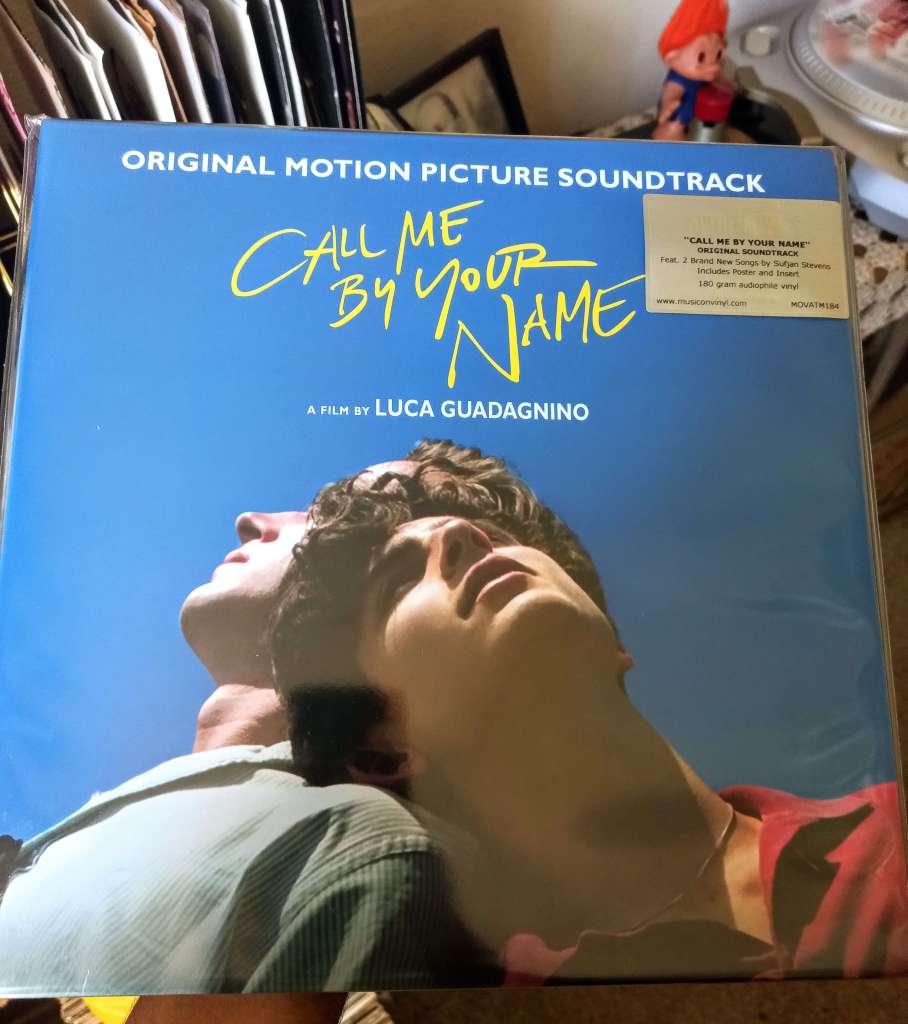 ORIGINAL MOTION PICTURE SOUNDTRACK
CALL ME
BY YOUR
NAME
A FILM BY LUCA GUADAGNINO
"CALL ME BY YOUR NAME"
ORIGINAL SOUNDTRACK
Feat. 2 Brand New Songs by Sufjan Stevens
Includes Poster and Insert
180 gram audiophile vinyl
www.musiconvinyl.com MOVATM184